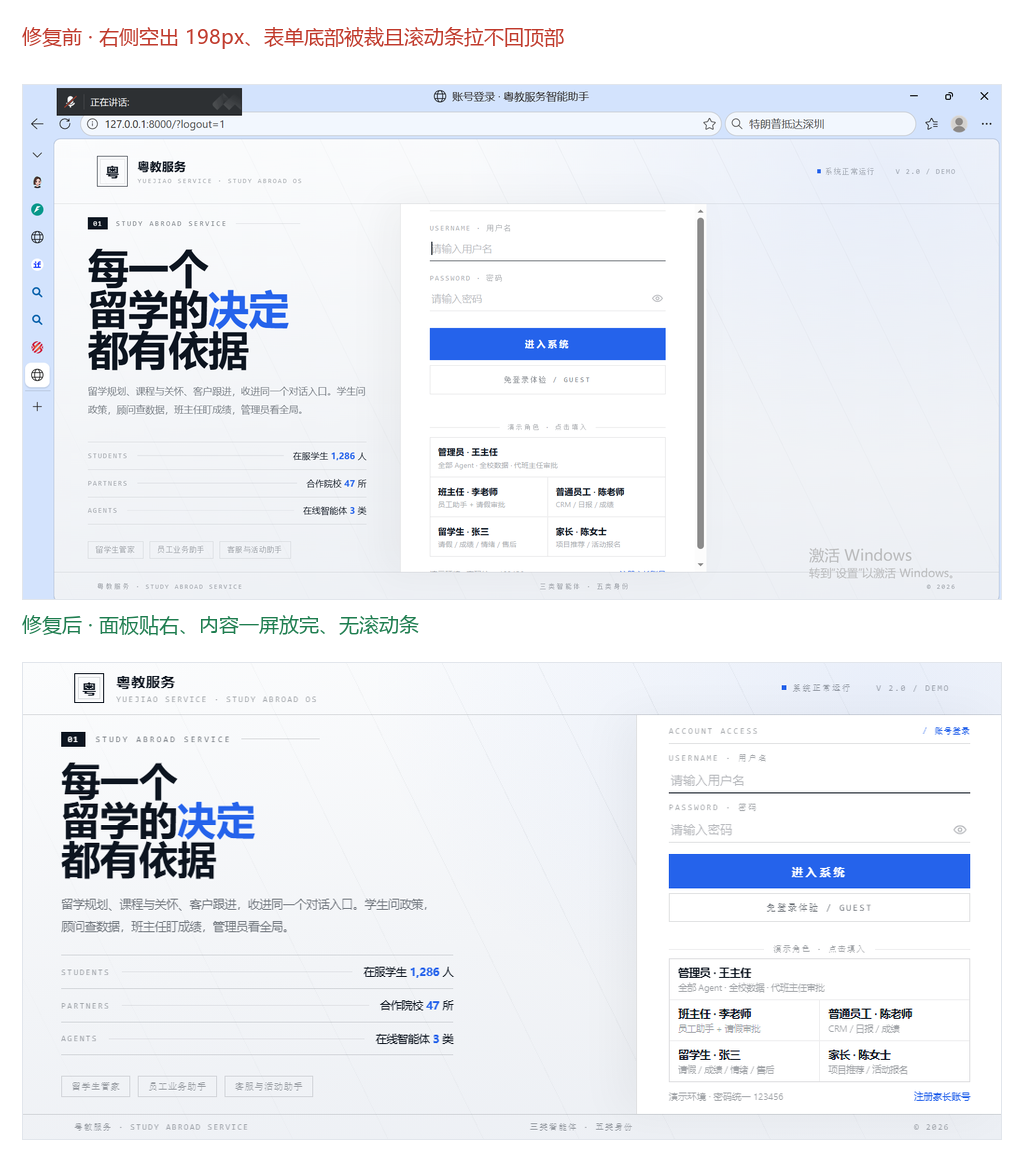 修复前 · 右侧空出 198px、表单底部被裁且滚动条拉不回顶部
正在讲话:
账号登录 · 粤教服务智能助手
127.0.0.1:8000/?logout=1
特朗普抵达深圳
粤
粤教服务
YUEJIAO SERVICE · STUDY ABROAD OS
系统正常运行
V 2.0 / DEMO
01 STUDY ABROAD SERVICE
每一个
留学的决定
都有依据
留学规划、课程与关怀、客户跟进，收进同一个对话入口。学生问
政策，顾问查数据，班主任盯成绩，管理员看全局。
STUDENTS 在服学生 1,286 人
PARTNERS 合作院校 47 所
AGENTS 在线智能体 3 类
留学生管家 员工业务助手 客服与活动助手
USERNAME · 用户名
请输入用户名
PASSWORD · 密码
请输入密码
进入系统
免登录体验 / GUEST
演示角色 · 点击填入
管理员 · 王主任
全部 Agent · 全校数据 · 代班主任审批
班主任 · 李老师 普通员工 · 陈老师
员工助手 + 请假审批 CRM / 日报 / 成绩
留学生 · 张三 家长 · 陈女士
请假 / 成绩 / 情绪 / 售后 项目推荐 / 活动报名
激活 Windows
转到"设置"以激活 Windows。
粤教服务 · STUDY ABROAD SERVICE
三类智能体 · 五类身份
© 2026
修复后 · 面板贴右、内容一屏放完、无滚动条
粤
粤教服务
YUEJIAO SERVICE · STUDY ABROAD OS
系统正常运行
V 2.0 / DEMO
01 STUDY ABROAD SERVICE
每一个
留学的决定
都有依据
留学规划、课程与关怀、客户跟进，收进同一个对话入口。学生问政策，
顾问查数据，班主任盯成绩，管理员看全局。
STUDENTS 在服学生 1,286 人
PARTNERS 合作院校 47 所
AGENTS 在线智能体 3 类
留学生管家 员工业务助手 客服与活动助手
ACCOUNT ACCESS / 账号登录
USERNAME · 用户名
请输入用户名
PASSWORD · 密码
请输入密码
进入系统
免登录体验 / GUEST
演示角色 · 点击填入
管理员 · 王主任
全部 Agent · 全校数据 · 代班主任审批
班主任 · 李老师 普通员工 · 陈老师
员工助手 + 请假审批 CRM / 日报 / 成绩
留学生 · 张三 家长 · 陈女士
请假 / 成绩 / 情绪 / 售后 项目推荐 / 活动报名
演示环境 · 密码统一 123456 注册家长账号
粤教服务 · STUDY ABROAD SERVICE
三类智能体 · 五类身份
© 2026